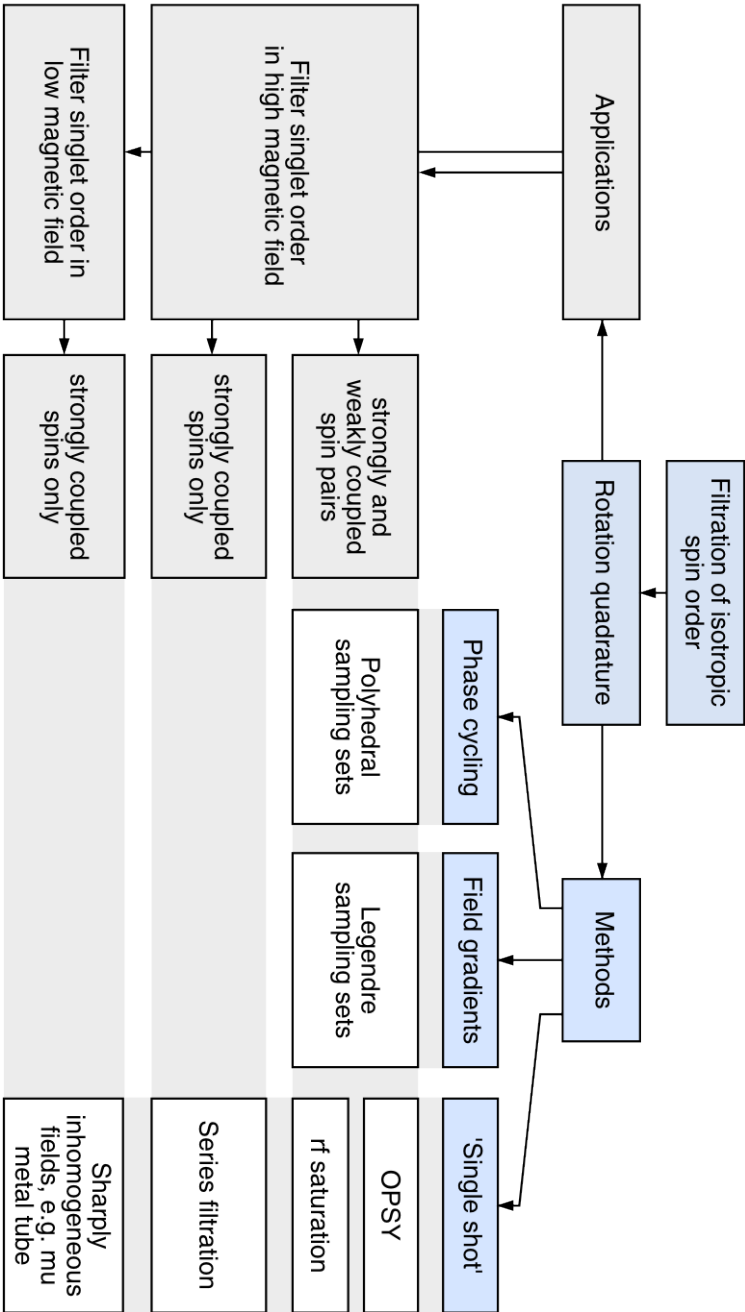 Filtration of isotropic
spin order
Applications
Rotation quadrature
Methods
Phase cycling
Field gradients
'Single shot'
Filter singlet order
in high magnetic field
strongly and
weakly coupled
spin pairs
Polyhedral
sampling sets
Legendre
sampling sets
OPSY
rf saturation
strongly coupled
spins only
Series filtration
Filter singlet order in
low magnetic field
strongly coupled
spins only
Sharply
inhomogeneous
fields, e.g. mu
metal tube